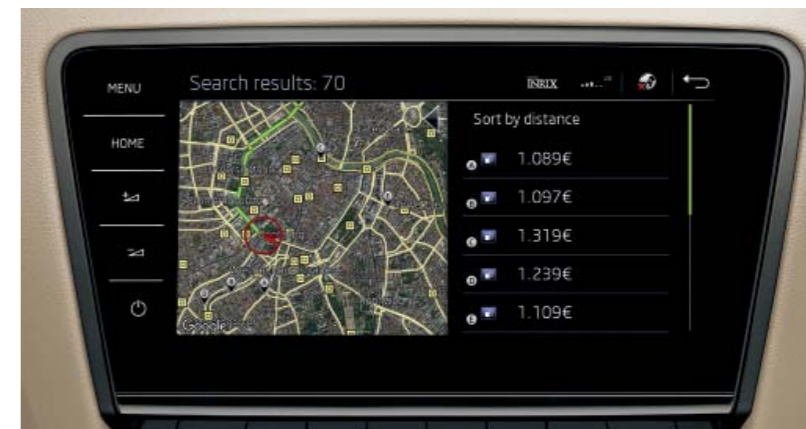 MENU
HOME
Search results: 70
INRIX
Sort by distance
A 1.089€
B 1.097€
C 1.319€
D 1.239€
E 1.109€
Google